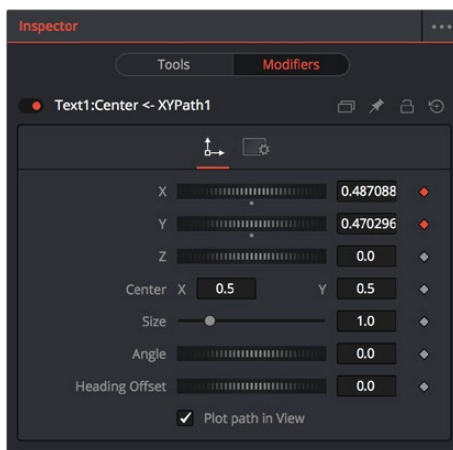 Inspector
Tools Modifiers
Text1:Center <- XYPath1
X 0.487088
Y 0.470296
Z 0.0
Center X 0.5 Y 0.5
Size 1.0
Angle 0.0
Heading Offset 0.0
Plot path in View